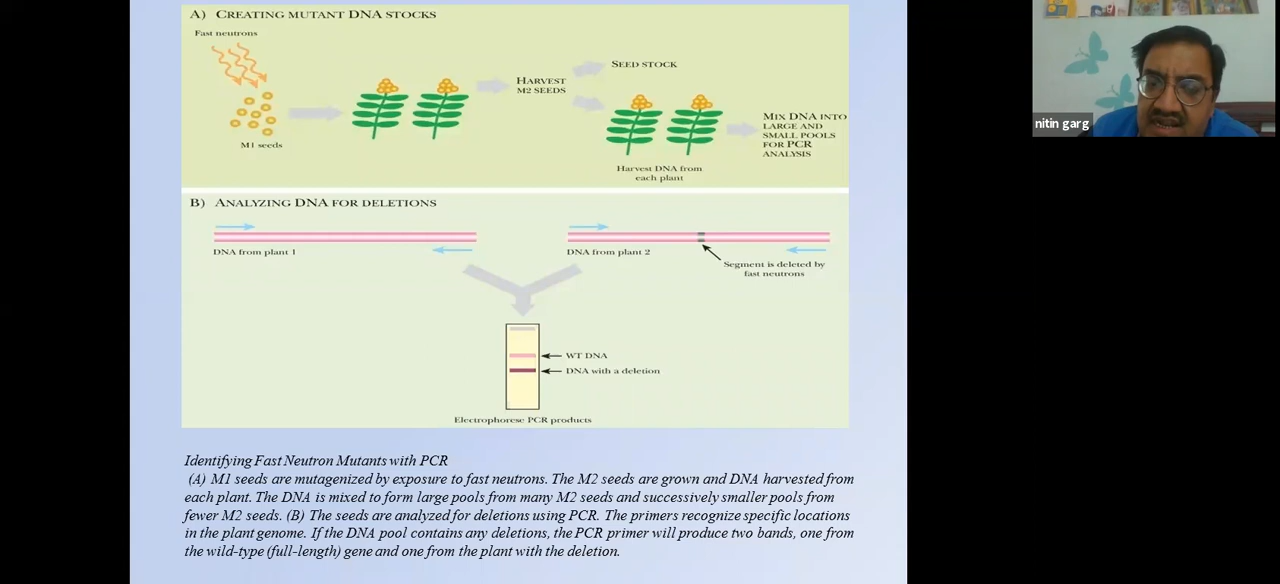 A) CREATING MUTANT DNA STOCKS
Fast neutrons
M1 seeds
HARVEST
M2 SEEDS
SEED STOCK
Harvest DNA from
each plant
MIX DNA INTO
LARGE AND
SMALL POOLS
FOR PCR
ANALYSIS
nitin garg
B) ANALYZING DNA FOR DELETIONS
DNA from plant 1
DNA from plant 2
Segment is deleted by
fast neutrons
WT DNA
DNA with a deletion
Electrophorese PCR products
Identifying Fast Neutron Mutants with PCR
(A) M1 seeds are mutagenized by exposure to fast neutrons. The M2 seeds are grown and DNA harvested from
each plant. The DNA is mixed to form large pools from many M2 seeds and successively smaller pools from
fewer M2 seeds. (B) The seeds are analyzed for deletions using PCR. The primers recognize specific locations
in the plant genome. If the DNA pool contains any deletions, the PCR primer will produce two bands, one from
the wild-type (full-length) gene and one from the plant with the deletion.